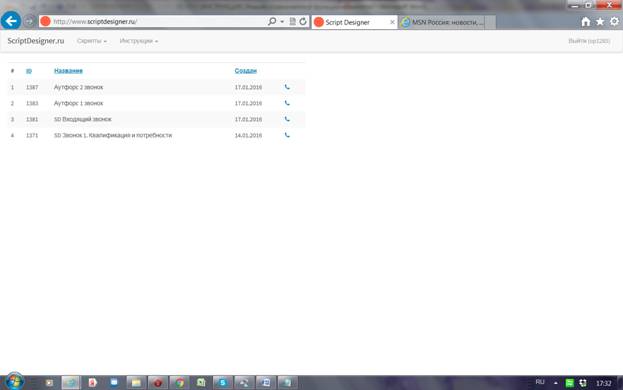 http://www.scriptdesigner.ru/
Script Designer
MSN Россия: новости, ...
ScriptDesigner.ru Скрипты Инструкции Выйти (op1280)
# ID Название Создан
1 1387 Аутфорс 2 звонок 17.01.2016
2 1383 Аутфорс 1 звонок 17.01.2016
3 1381 SD Входящий звонок 17.01.2016
4 1371 SD Звонок 1. Квалификация и потребности 14.01.2016
RU 17:32